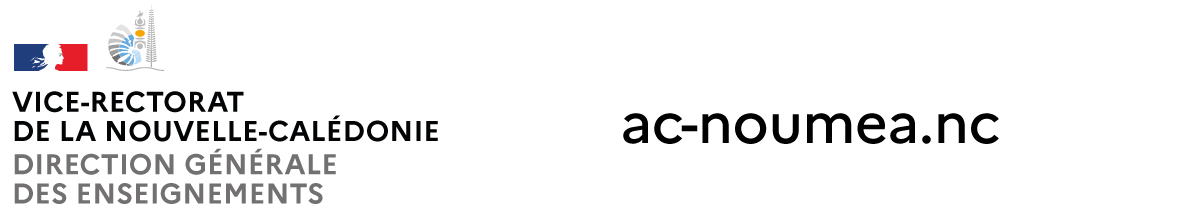 VICE-RECTORAT
DE LA NOUVELLE-CALÉDONIE
DIRECTION GÉNÉRALE
DES ENSEIGNEMENTS
ac-noumea.nc